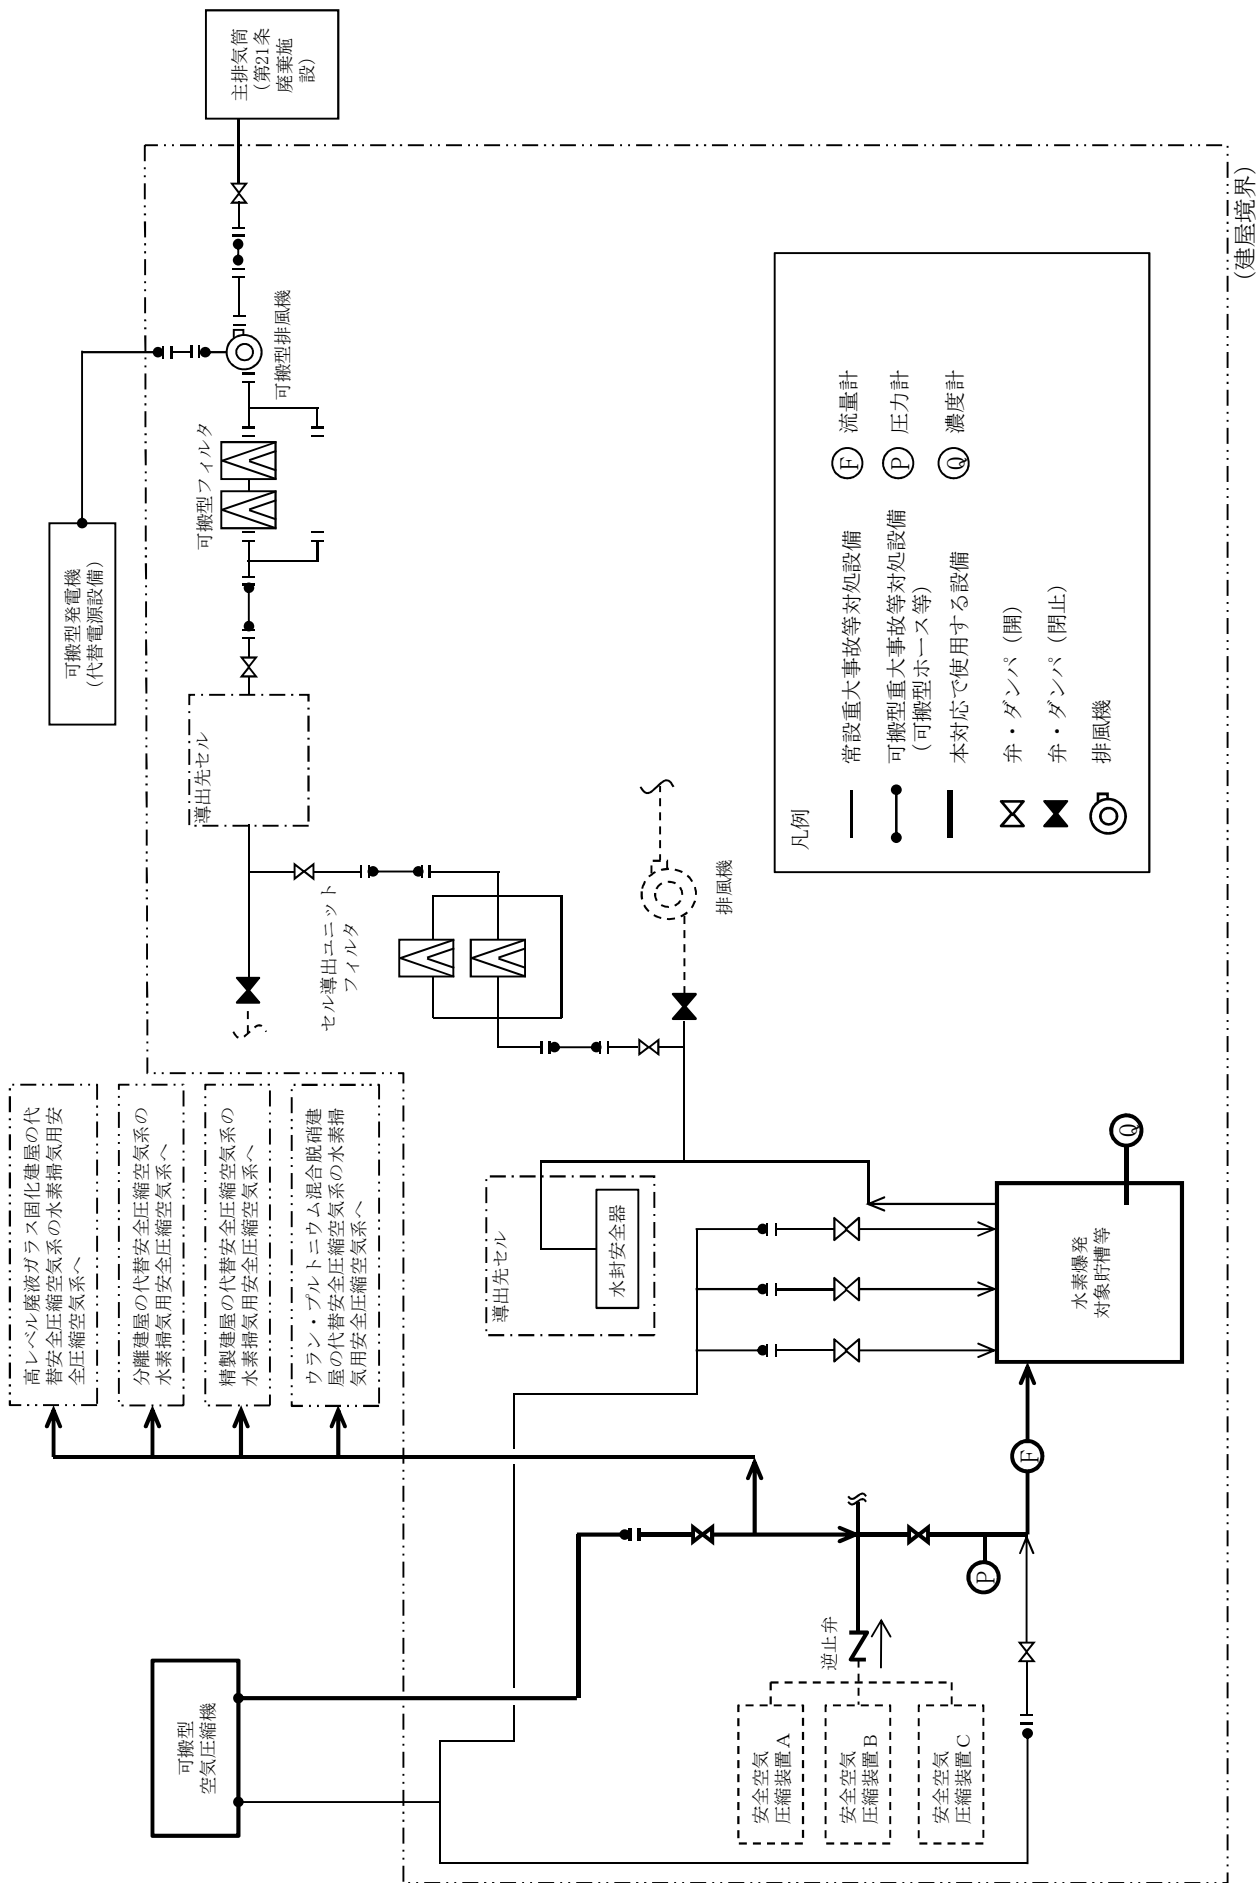 主排気筒
（第21条
廃棄施
設）
（建屋境界）
可搬型排風機
可搬型フィルタ
可搬型発電機
（代替電源設備）
導出先セル
セル導出ユニット
フィルタ
排風機
凡例
常設重大事故等対処設備
可搬型重大事故等対処設備
（可搬型ホース等）
本対応で使用する設備
弁・ダンパ（開）
弁・ダンパ（閉止）
排風機
F 流量計
P 圧力計
Q 濃度計
高レベル廃液ガラス固化建屋の代
替安全圧縮空気系の水素掃気用安
全圧縮空気系へ
分離建屋の代替安全圧縮空気系の
水素掃気用安全圧縮空気系へ
精製建屋の代替安全圧縮空気系の
水素掃気用安全圧縮空気系へ
ウラン・プルトニウム混合脱硝建
屋の代替安全圧縮空気系の水素掃
気用安全圧縮空気系へ
導出先セル
水封安全器
水素爆発
対象貯槽等
Q
F
P
逆止弁
可搬型
空気圧縮機
安全空気
圧縮装置A
安全空気
圧縮装置B
安全空気
圧縮装置C